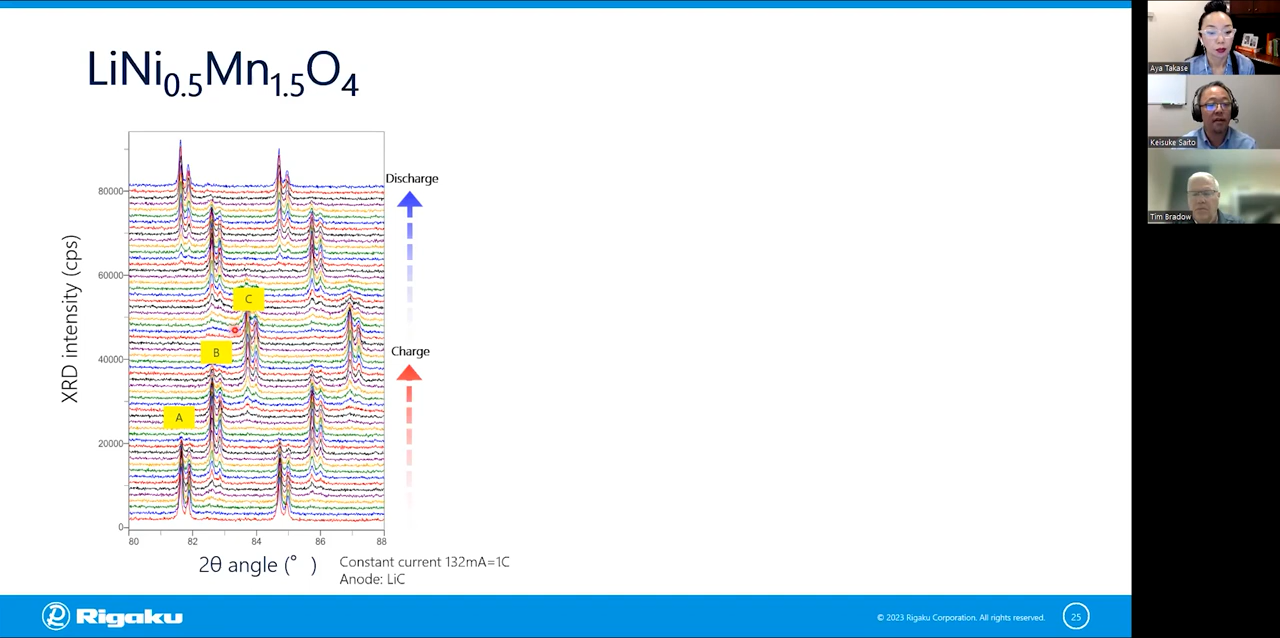 LiNi0.5Mn1.5O4
XRD intensity (cps)
80000
60000
40000
20000
0
80 82 84 86 88
2θ angle (° )
A
B
C
Discharge
Charge
Constant current 132mA=1C
Anode: LiC
Rigaku
© 2023 Rigaku Corporation. All rights reserved.
25
Aya Takase
Keisuke Saito
Tim Bradow